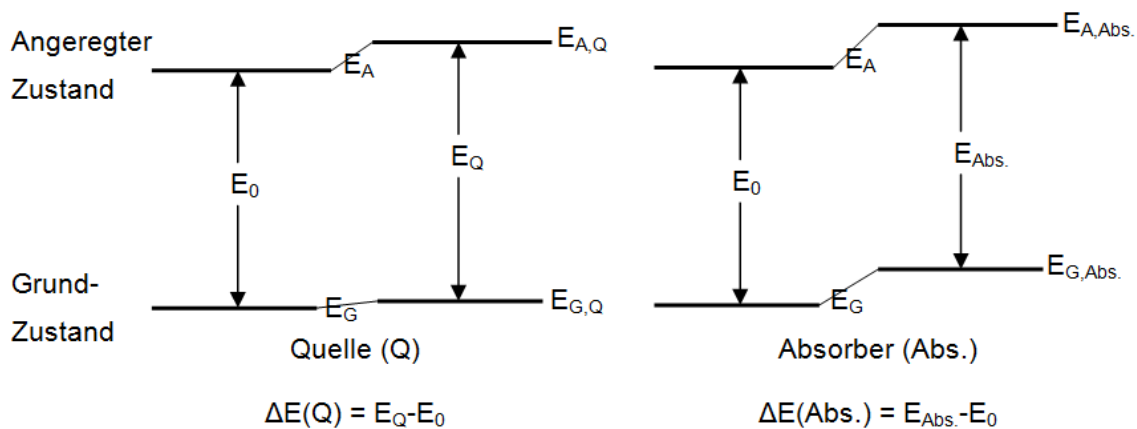 Angeregter
Zustand
E_A
E_A,Q
E_0
E_Q
Grund-
Zustand
E_G
E_G,Q
Quelle (Q)
ΔE(Q) = E_Q-E_0
E_A
E_A,Abs.
E_0
E_Abs.
E_G
E_G,Abs.
Absorber (Abs.)
ΔE(Abs.) = E_Abs.-E_0